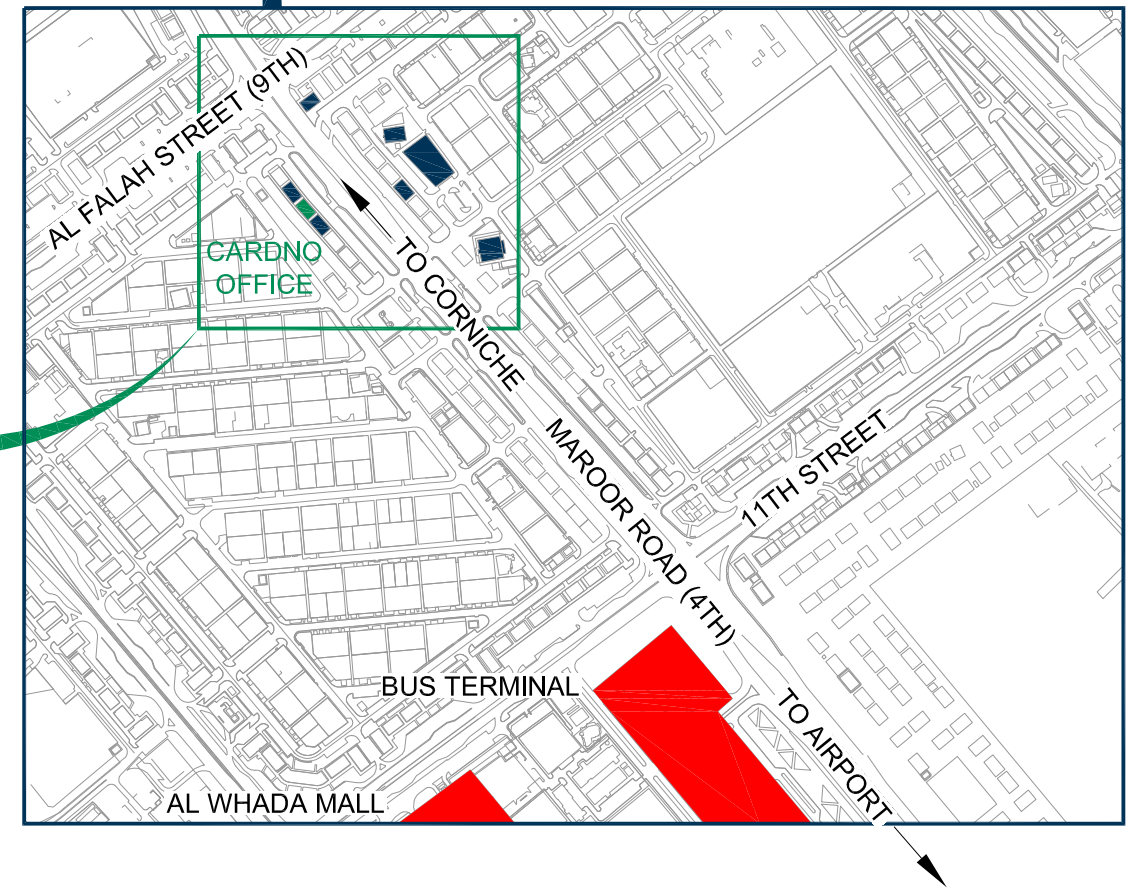 AL FALAH STREET (9TH)
CARDNO
OFFICE
TO CORNICHE
MAROOR ROAD (4TH)
11TH STREET
BUS TERMINAL
TO AIRPORT
AL WHADA MALL